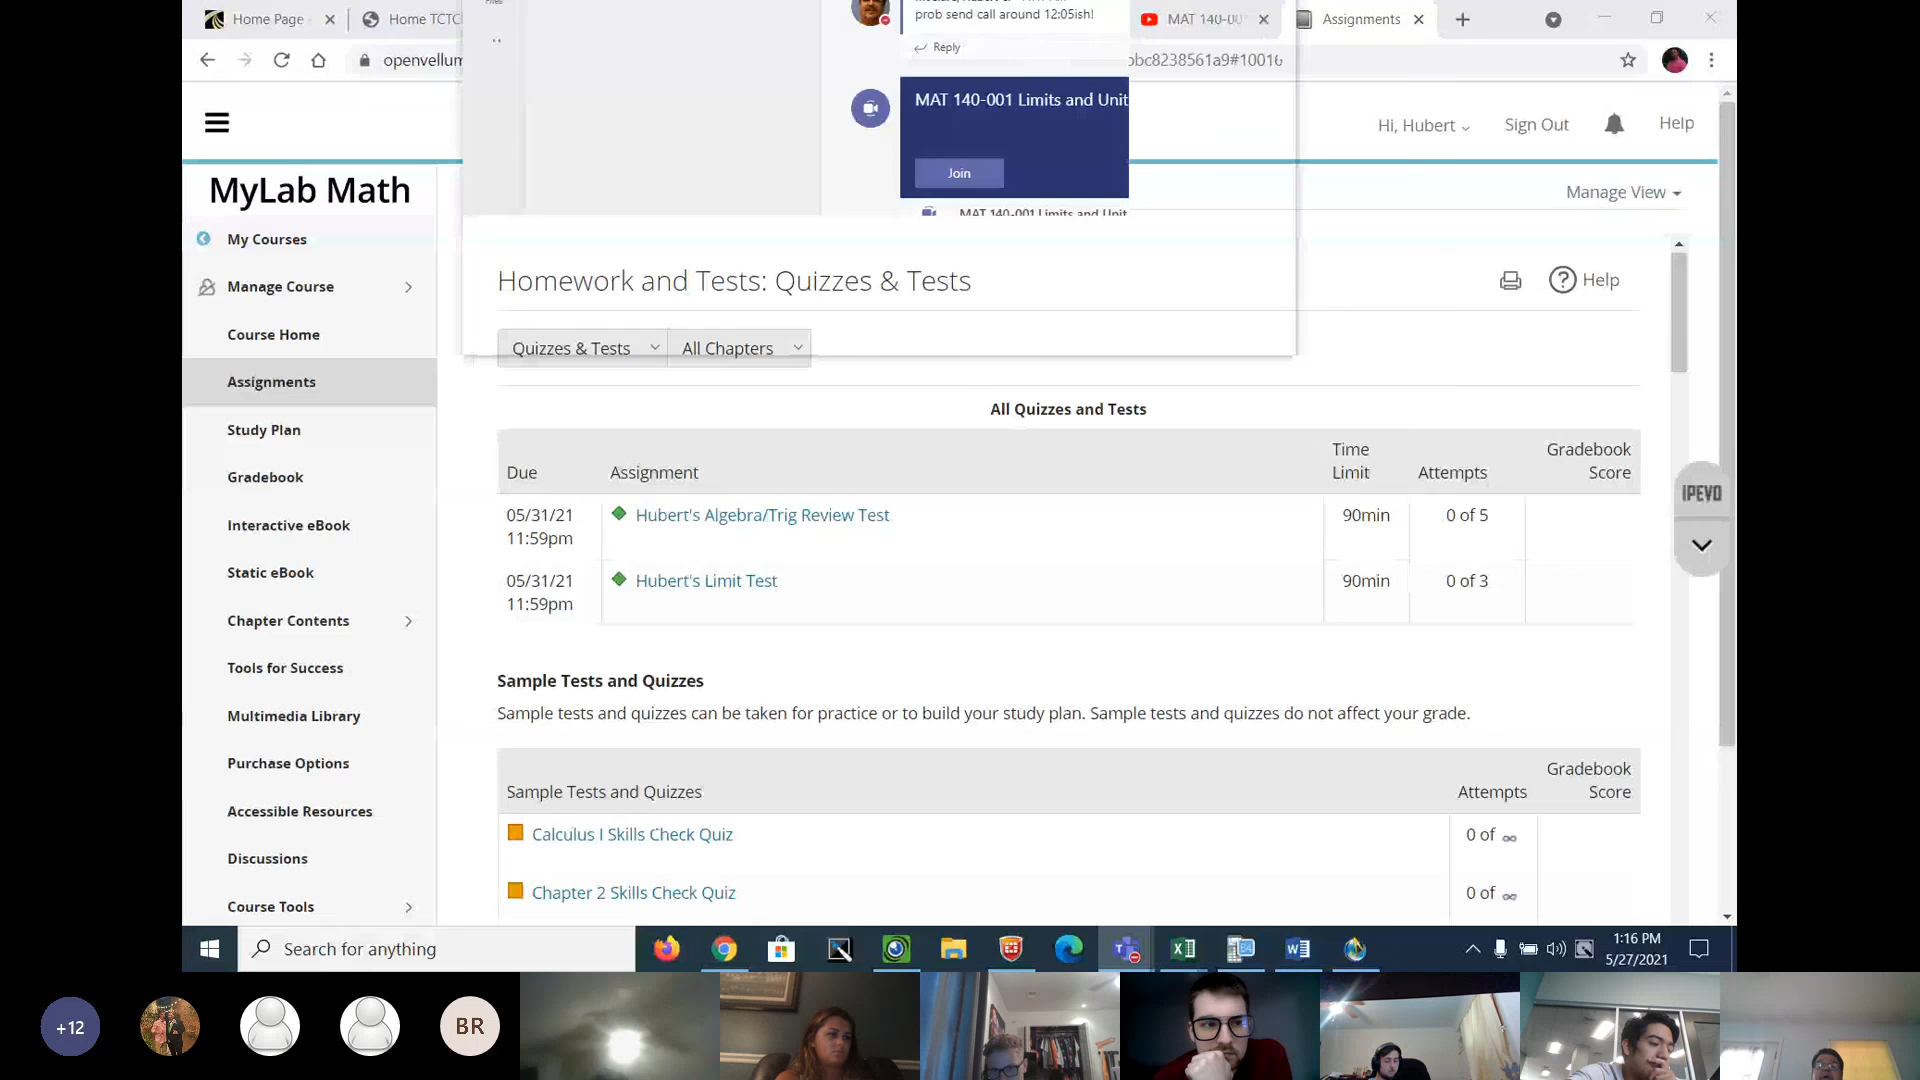 Home Page
Home TCTC
prob send call around 12:05ish!
MAT 140-00
Assignments
Reply
openvellum
bc8238561a9#10016
MAT 140-001 Limits and Unit
Join
MAT 140-001 Limits and Unit
Hi, Hubert
Sign Out
Help
MyLab Math
Manage View
My Courses
Manage Course
Course Home
Assignments
Study Plan
Gradebook
Interactive eBook
Static eBook
Chapter Contents
Tools for Success
Multimedia Library
Purchase Options
Accessible Resources
Discussions
Course Tools
Homework and Tests: Quizzes & Tests
Help
Quizzes & Tests
All Chapters
All Quizzes and Tests
Due
Assignment
Time Limit
Attempts
Gradebook Score
05/31/21 11:59pm
Hubert's Algebra/Trig Review Test
90min
0 of 5
05/31/21 11:59pm
Hubert's Limit Test
90min
0 of 3
IPEVO
Sample Tests and Quizzes
Sample tests and quizzes can be taken for practice or to build your study plan. Sample tests and quizzes do not affect your grade.
Sample Tests and Quizzes
Attempts
Gradebook Score
Calculus I Skills Check Quiz
0 of ∞
Chapter 2 Skills Check Quiz
0 of ∞
Search for anything
1:16 PM
5/27/2021
+12
BR